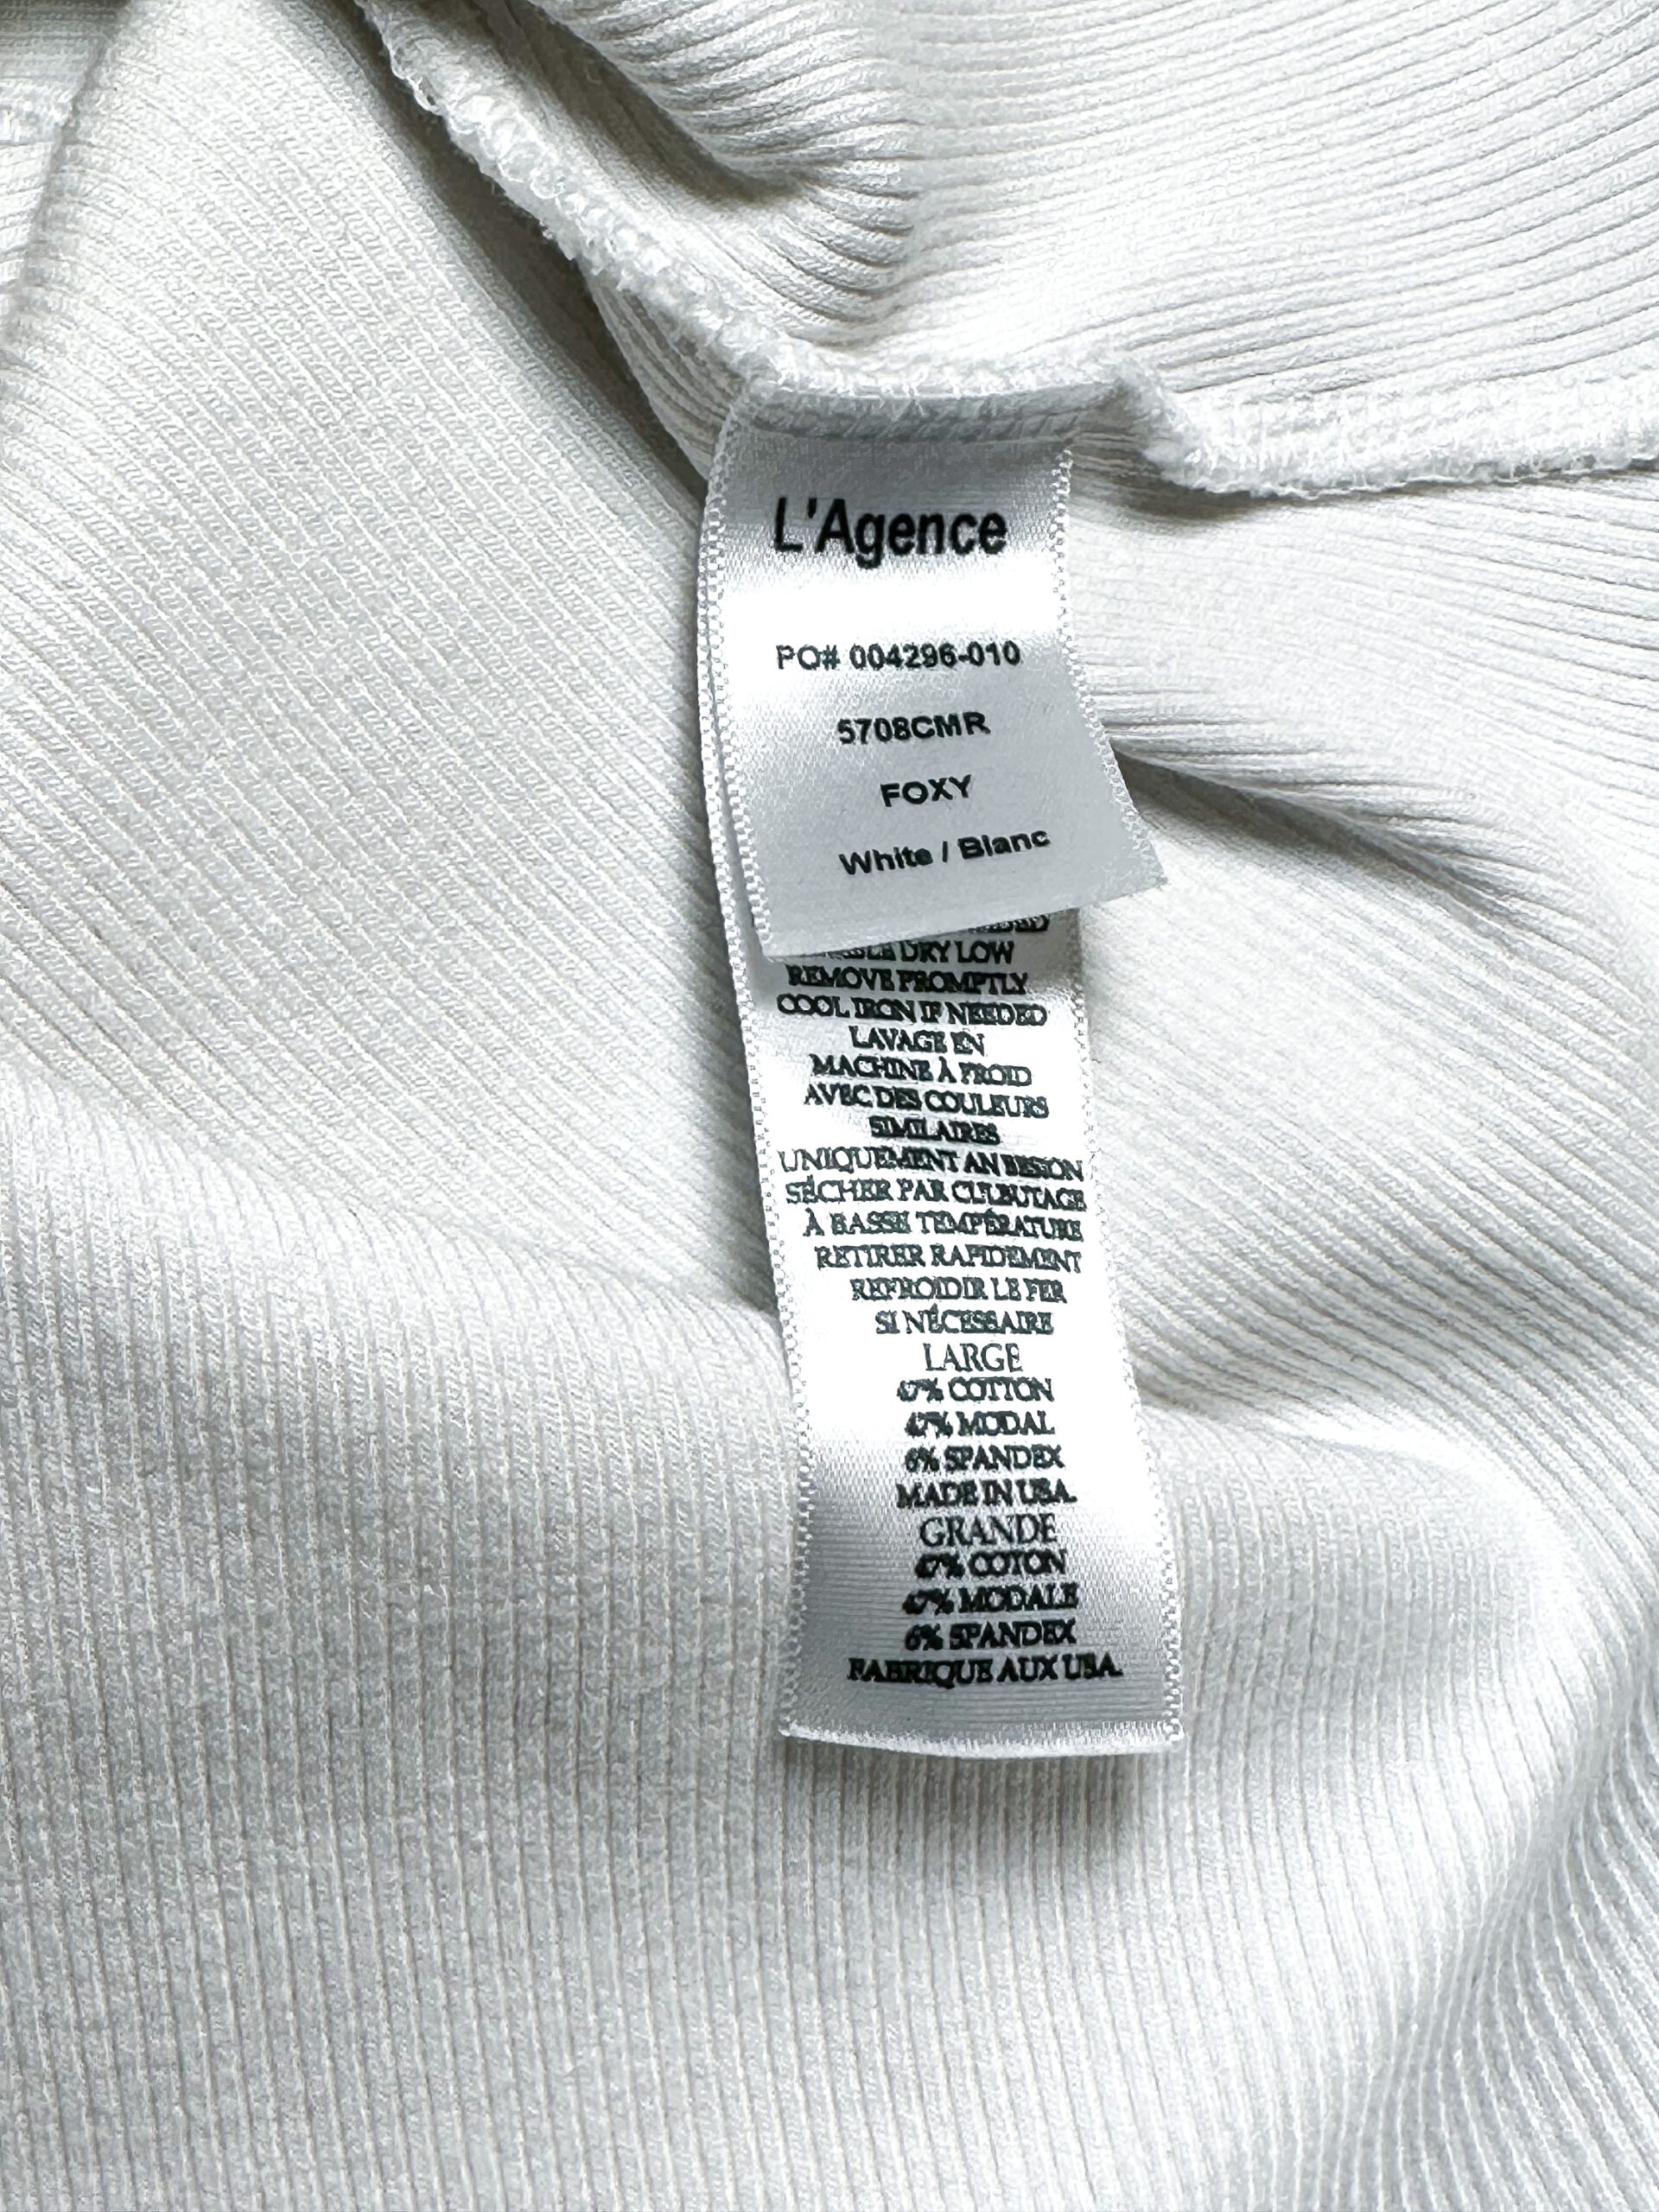 L'Agence
PO# 004296-010
5708CMR
FOXY
White / Blanc
DRY LOW
REMOVE PROMPTLY
COOL IRON IF NEEDED
LAVAGE EN
MACHINE À FROID
AVEC DES COULEURS
SIMILAIRES
UNIQUEMENT AN BESION
SÉCHER PAR CULBUTAGE
À BASSE TEMPÉRATURE
RETIRER RAPIDEMENT
REFROIDIR LE FER
SI NÉCESSAIRE
LARGE
47% COTTON
47% MODAL
6% SPANDEX
MADE IN USA.
GRANDE
47% COTON
47% MODALE
6% SPANDEX
FABRIQUE AUX USA.